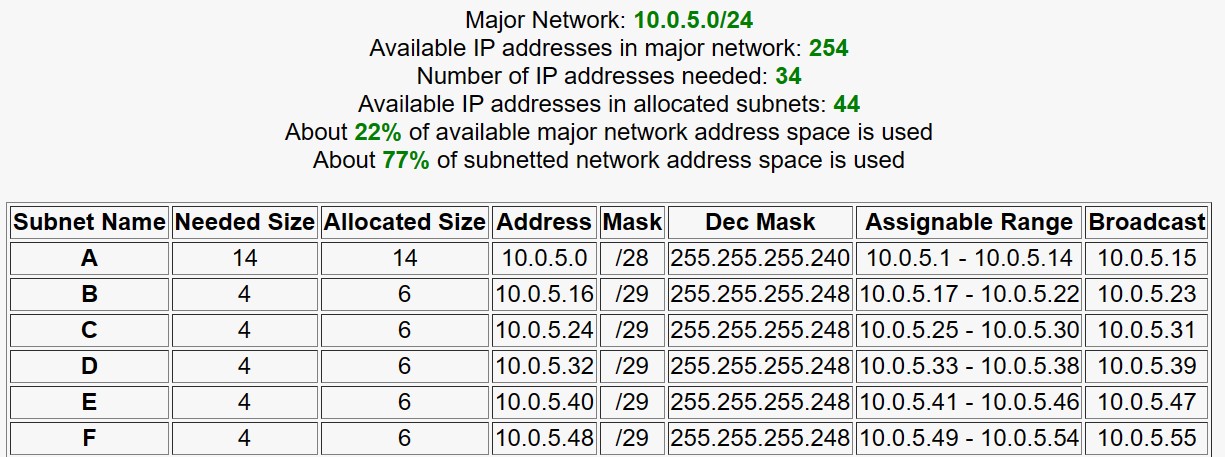 Major Network: 10.0.5.0/24
Available IP addresses in major network: 254
Number of IP addresses needed: 34
Available IP addresses in allocated subnets: 44
About 22% of available major network address space is used
About 77% of subnetted network address space is used
Subnet Name Needed Size Allocated Size Address Mask Dec Mask Assignable Range Broadcast
A 14 14 10.0.5.0 /28 255.255.255.240 10.0.5.1 - 10.0.5.14 10.0.5.15
B 4 6 10.0.5.16 /29 255.255.255.248 10.0.5.17 - 10.0.5.22 10.0.5.23
C 4 6 10.0.5.24 /29 255.255.255.248 10.0.5.25 - 10.0.5.30 10.0.5.31
D 4 6 10.0.5.32 /29 255.255.255.248 10.0.5.33 - 10.0.5.38 10.0.5.39
E 4 6 10.0.5.40 /29 255.255.255.248 10.0.5.41 - 10.0.5.46 10.0.5.47
F 4 6 10.0.5.48 /29 255.255.255.248 10.0.5.49 - 10.0.5.54 10.0.5.55